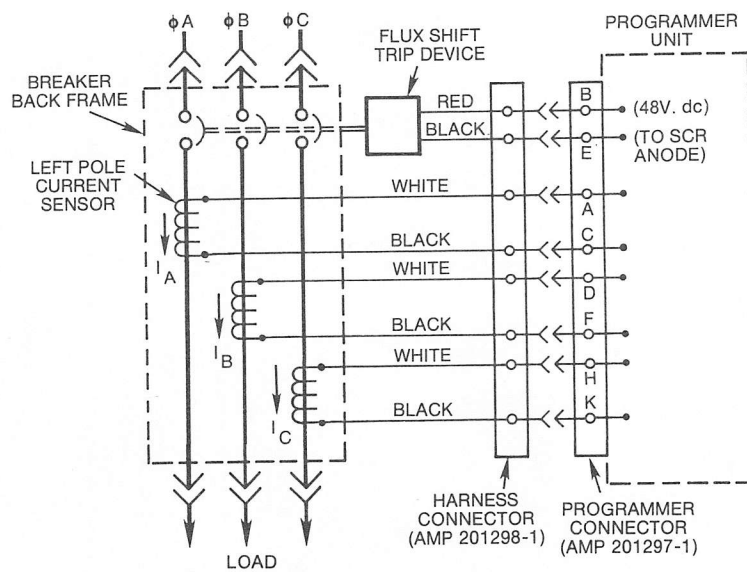 ϕA
ϕB
ϕC
FLUX SHIFT
TRIP DEVICE
PROGRAMMER
UNIT
BREAKER
BACK FRAME
RED
B
(48V. dc)
BLACK
E
(TO SCR
ANODE)
LEFT POLE
CURRENT
SENSOR
WHITE
A
I A
BLACK
C
WHITE
D
I B
BLACK
F
WHITE
H
I C
BLACK
K
LOAD
HARNESS
CONNECTOR
(AMP 201298-1)
PROGRAMMER
CONNECTOR
(AMP 201297-1)